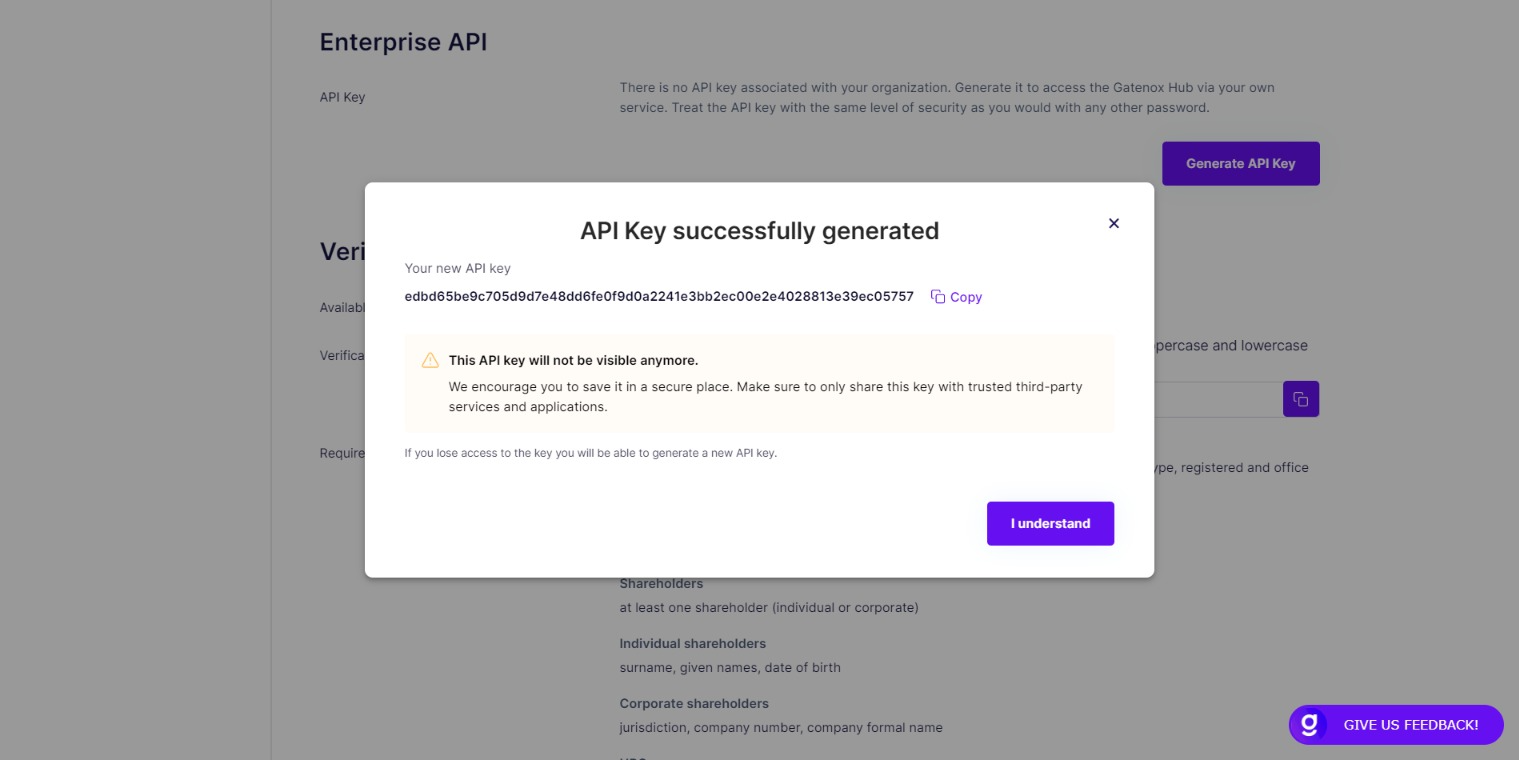 Enterprise API
API Key
There is no API key associated with your organization. Generate it to access the Gatenox Hub via your own
service. Treat the API key with the same level of security as you would with any other password.
Generate API Key
API Key successfully generated
Your new API key
edbd65be9c705d9d7e48dd6fe0f9d0a2241e3bb2ec00e2e4028813e39ec05757
Copy
This API key will not be visible anymore.
We encourage you to save it in a secure place. Make sure to only share this key with trusted third-party
services and applications.
If you lose access to the key you will be able to generate a new API key.
I understand
and lowercase
registered and office
Shareholders
at least one shareholder (individual or corporate)
Individual shareholders
surname, given names, date of birth
Corporate shareholders
jurisdiction, company number, company formal name
g
GIVE US FEEDBACK!